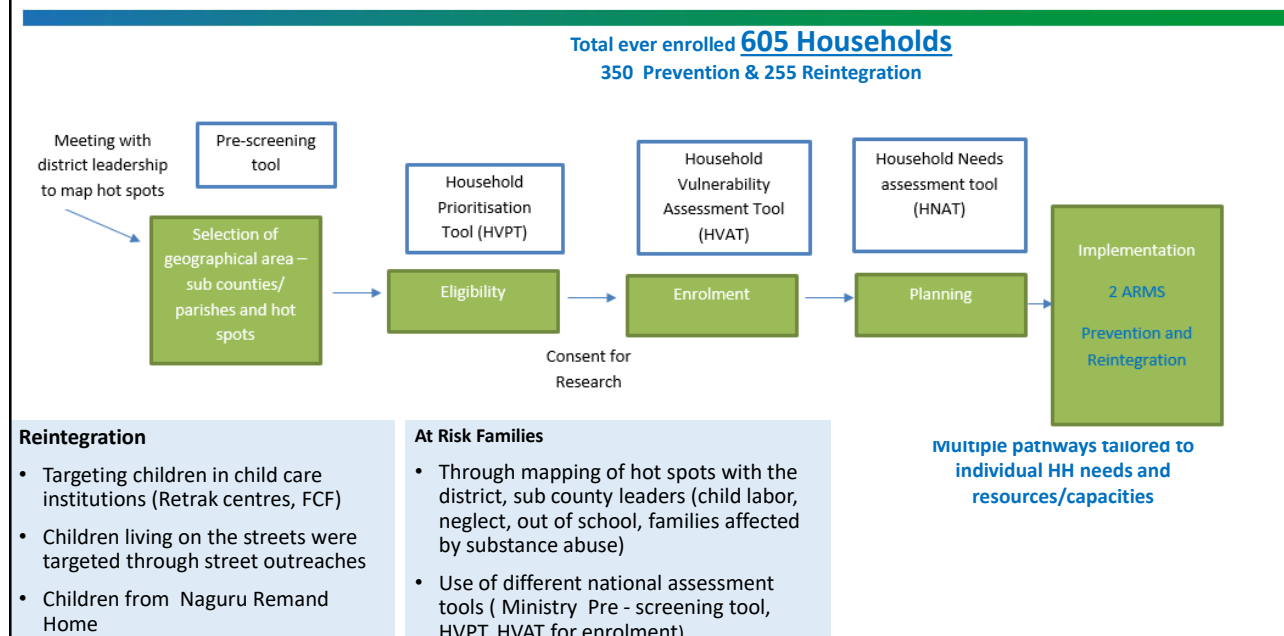 Total ever enrolled 605 Households
350 Prevention & 255 Reintegration
Meeting with
district leadership
to map hot spots
Pre-screening
tool
Household
Prioritisation
Tool (HVPT)
Household
Vulnerability
Assessment Tool
(HVAT)
Household Needs
assessment tool
(HNAT)
Selection of
geographical area –
sub counties/
parishes and hot
spots
Eligibility
Enrolment
Planning
Implementation
2 ARMS
Prevention and
Reintegration
Consent for
Research
Reintegration
• Targeting children in child care
institutions (Retrak centres, FCF)
• Children living on the streets were
targeted through street outreaches
• Children from Naguru Remand
Home
At Risk Families
• Through mapping of hot spots with the
district, sub county leaders (child labor,
neglect, out of school, families affected
by substance abuse)
• Use of different national assessment
tools ( Ministry Pre - screening tool,
HVPT, HVAT for enrolment)
Multiple pathways tailored to
individual HH needs and
resources/capacities